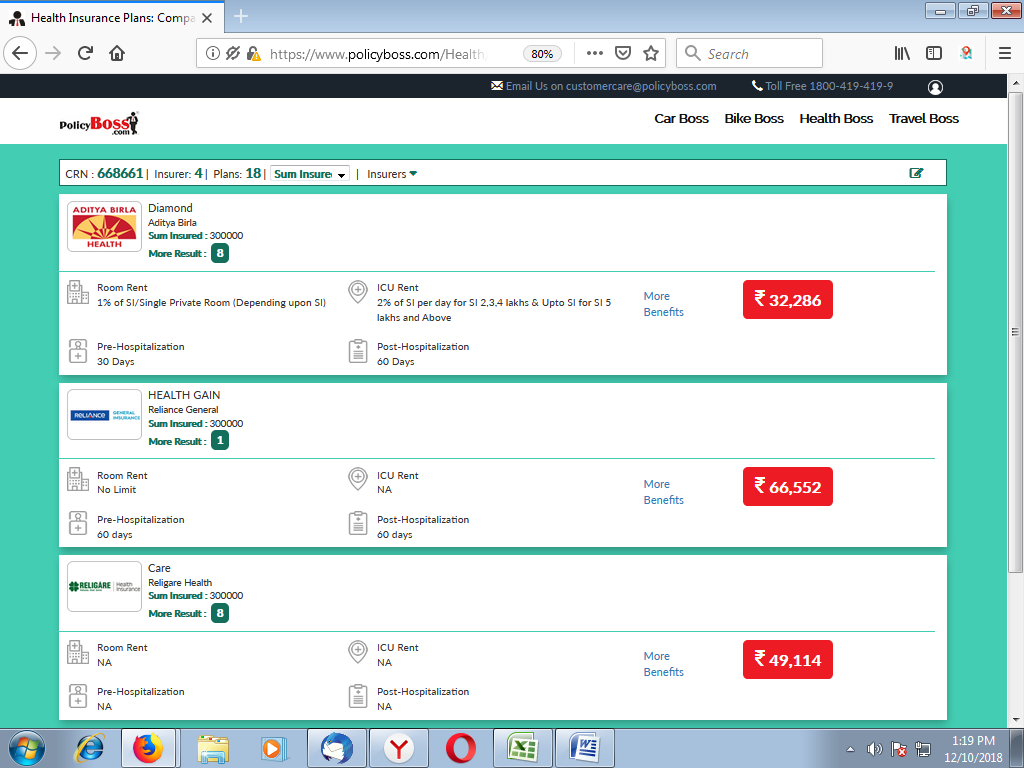 Health Insurance Plans: Compa
https://www.policyboss.com/Health
80%
Search
Email Us on customercare@policyboss.com
Toll Free 1800-419-419-9
PolicyBoss.com
Car Boss
Bike Boss
Health Boss
Travel Boss
CRN : 668661 | Insurer: 4 | Plans: 18 | Sum Insure | Insurers
ADITYA BIRLA
HEALTH
Diamond
Aditya Birla
Sum Insured : 300000
More Result : 8
Room Rent
1% of SI/Single Private Room (Depending upon SI)
ICU Rent
2% of SI per day for SI 2,3,4 lakhs & Upto SI for SI 5
lakhs and Above
More
Benefits
₹ 32,286
Pre-Hospitalization
30 Days
Post-Hospitalization
60 Days
RELIANCE GENERAL
INSURANCE
HEALTH GAIN
Reliance General
Sum Insured : 300000
More Result : 1
Room Rent
No Limit
ICU Rent
NA
More
Benefits
₹ 66,552
Pre-Hospitalization
60 days
Post-Hospitalization
60 days
RELIGARE Health
Insurance
Care
Religare Health
Sum Insured : 300000
More Result : 8
Room Rent
NA
ICU Rent
NA
More
Benefits
₹ 49,114
Pre-Hospitalization
NA
Post-Hospitalization
NA
1:19 PM
12/10/2018